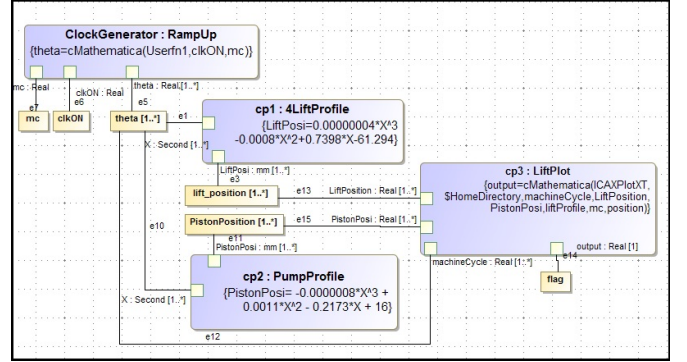 ClockGenerator : RampUp
{theta=cMathematica(Userfn1,clkON,mc)}
mc : Real
clkON : Real
theta : Real [1..*]
e7
e6
e5
mc
clkON
theta [1..*]
e1
cp1 : 4LiftProfile
{LiftPosi=0.00000004*X^3
-0.0008*X^2+0.7398*X-61.294}
X : Second [1..*]
LiftPosi : mm [1..*]
e3
lift_position [1..*]
e13
LiftPosition : Real [1..*]
PistonPosition [1..*]
e15
PistonPosi : Real [1..*]
e10
e11
PistonPosi : mm [1..*]
cp3 : LiftPlot
{output=cMathematica(ICAXPlotXT,
$HomeDirectory,machineCycle,LiftPosition,
PistonPosi,liftProfile,mc,position)}
machineCycle : Real [1..*]
output : Real [1]
e14
flag
cp2 : PumpProfile
{PistonPosi= -0.0000008*X^3 +
0.0011*X^2 - 0.2173*X + 16}
X : Second [1..*]
e12